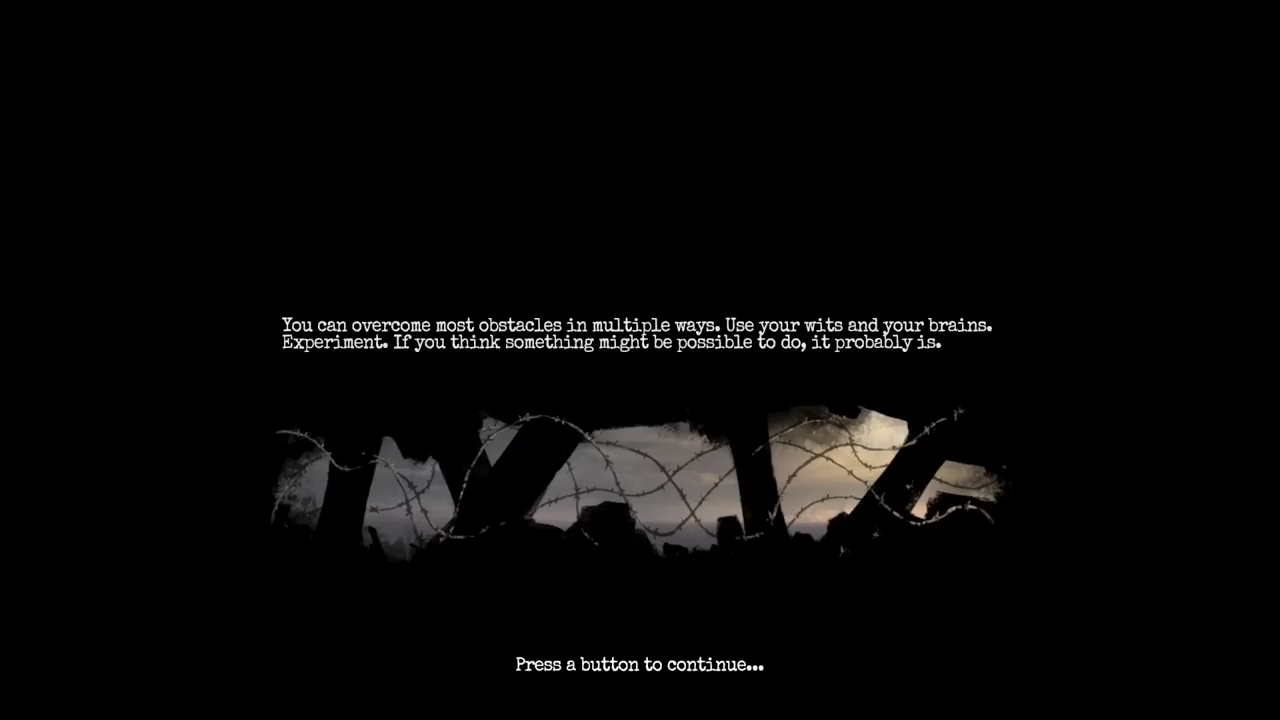 You can overcome most obstacles in multiple ways. Use your wits and your brains.
Experiment. If you think something might be possible to do, it probably is.
Press a button to continue...